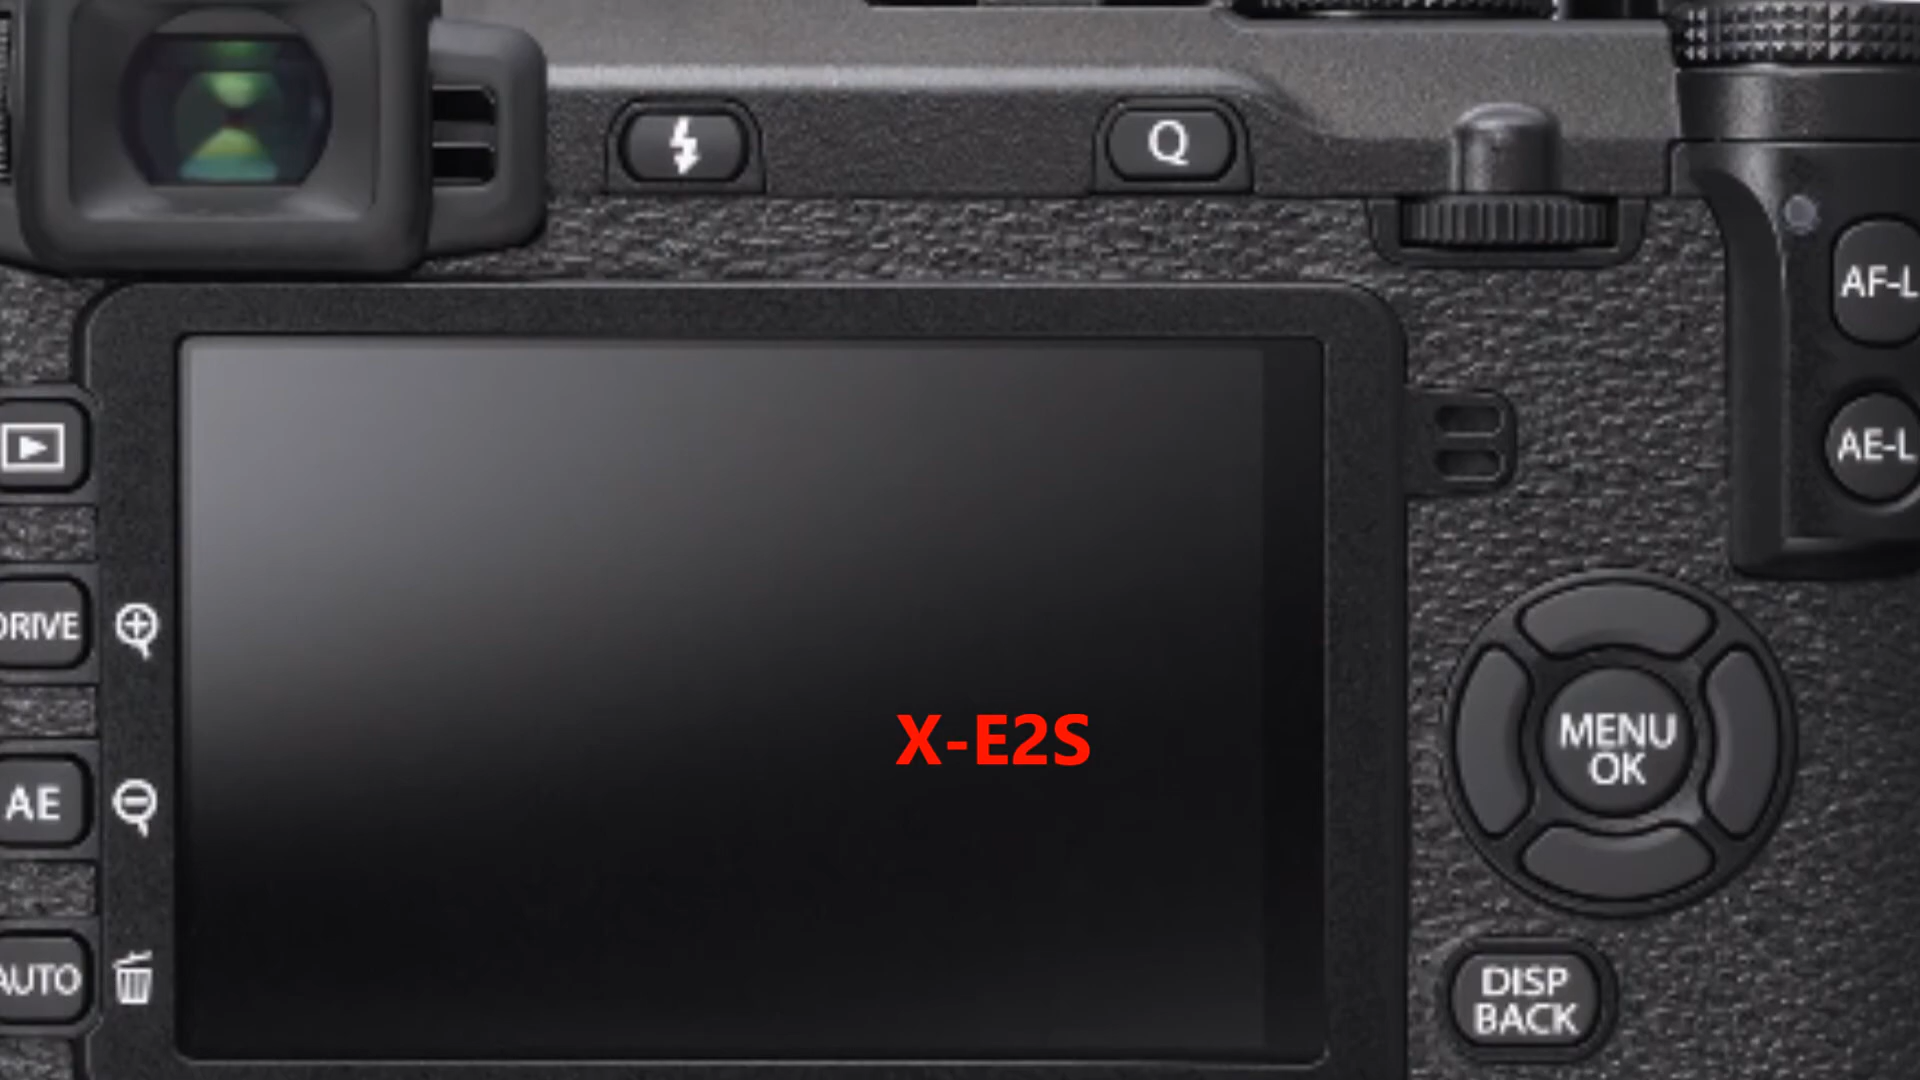 Q
AF-L
AE-L
DRIVE
X-E2S
MENU
OK
AE
AUTO
DISP
BACK